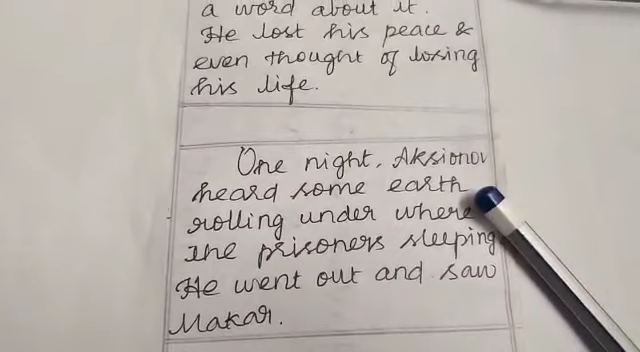 a word about it.
He lost his peace &
even thought of losing
his life.
One night, Aksionov
heard some earth
rolling under where
the prisoners sleeping
He went out and saw
Makar.